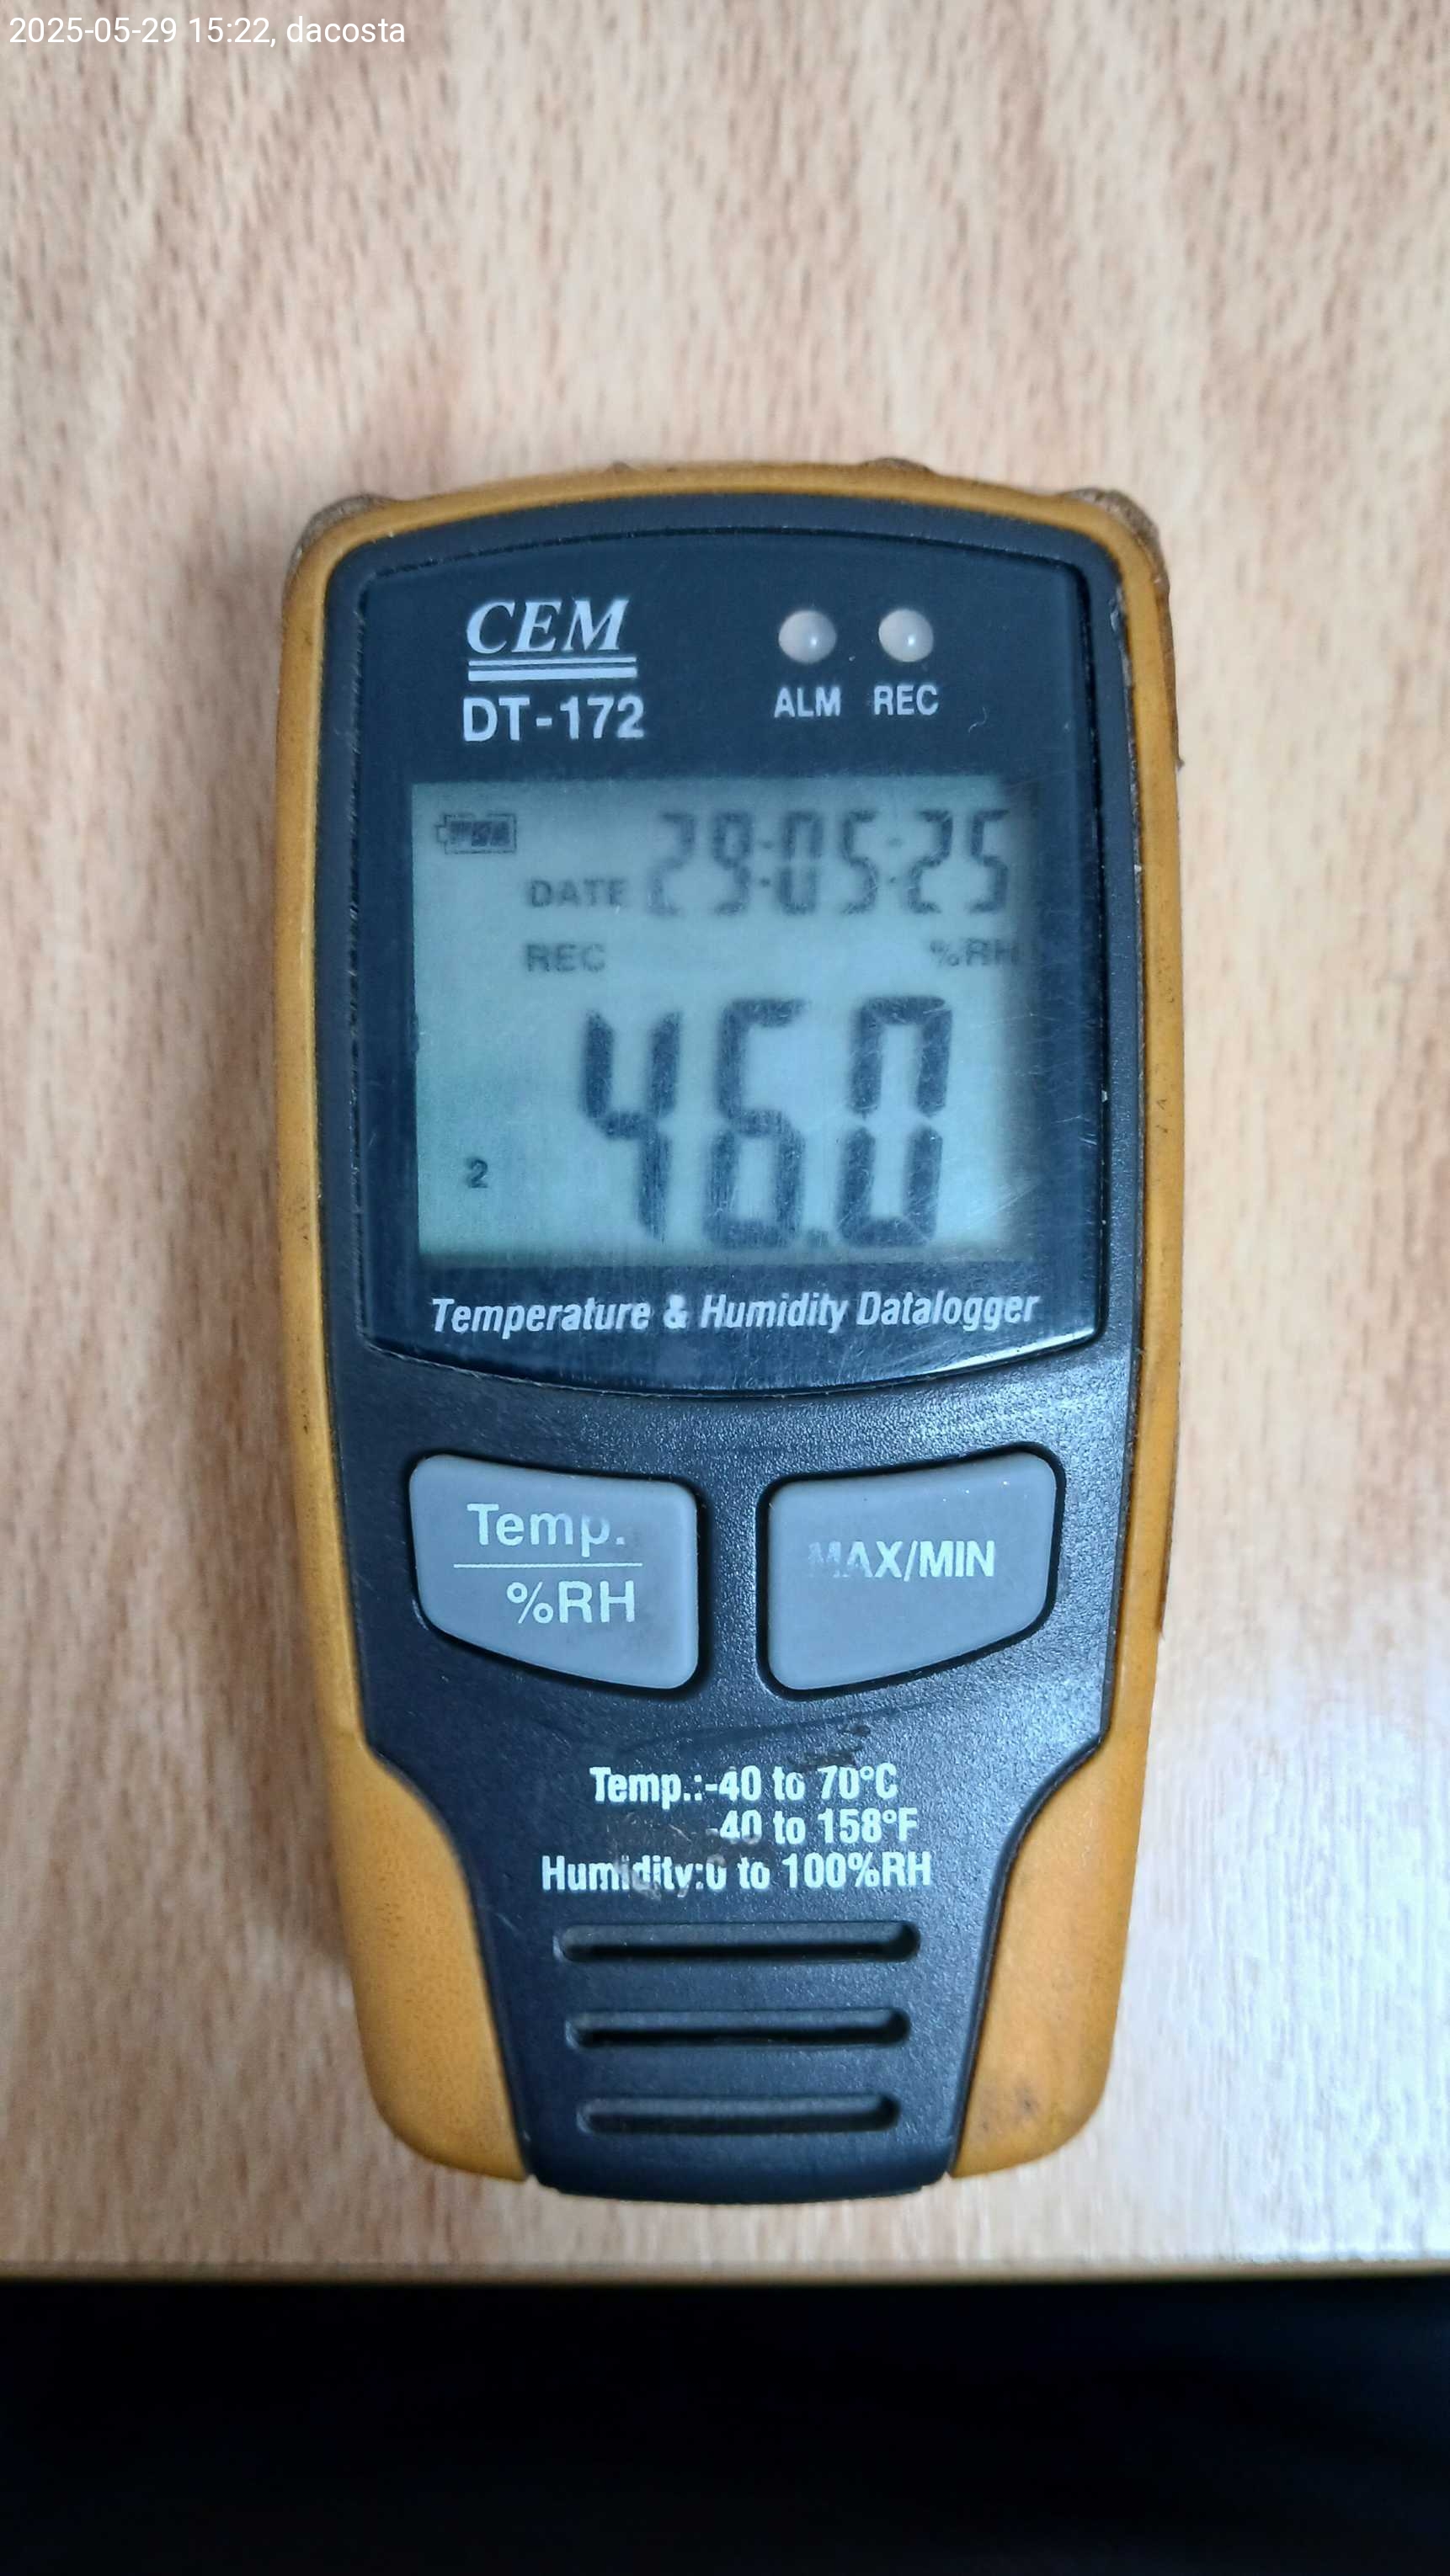 2025-05-29 15:22, dacosta
CEM
DT-172
ALM REC
DATE 29:05:25
REC %RH
46.0
2
Temperature & Humidity Datalogger
Temp.
%RH
MAX/MIN
Temp.:-40 to 70°C
-40 to 158°F
Humidity:0 to 100%RH